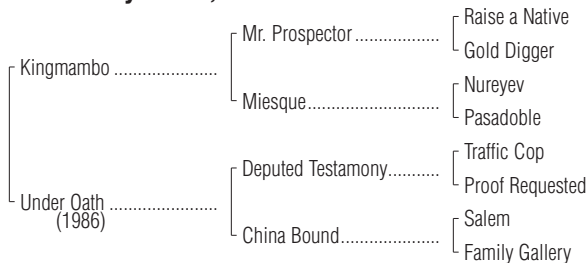 Raise a Native
Mr. Prospector ....................
Gold Digger
Kingmambo .........................
Nureyev
Miesque ...............................
Pasadoble
Traffic Cop
Deputed Testamony ............
Proof Requested
Under Oath ..........................
(1986)
Salem
China Bound .......................
Family Gallery